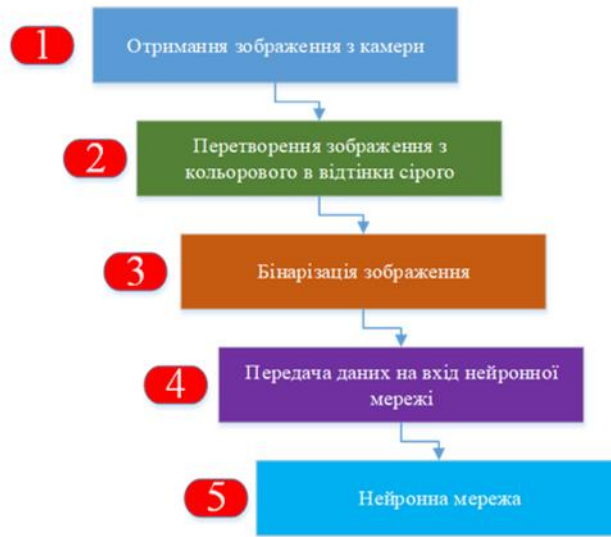 1
Отримання зображення з камери
2
Перетворення зображення з
кольорового в відтінки сірого
3
Бінарізація зображення
4
Передача даних на вхід нейронної
мережі
5
Нейронна мережа